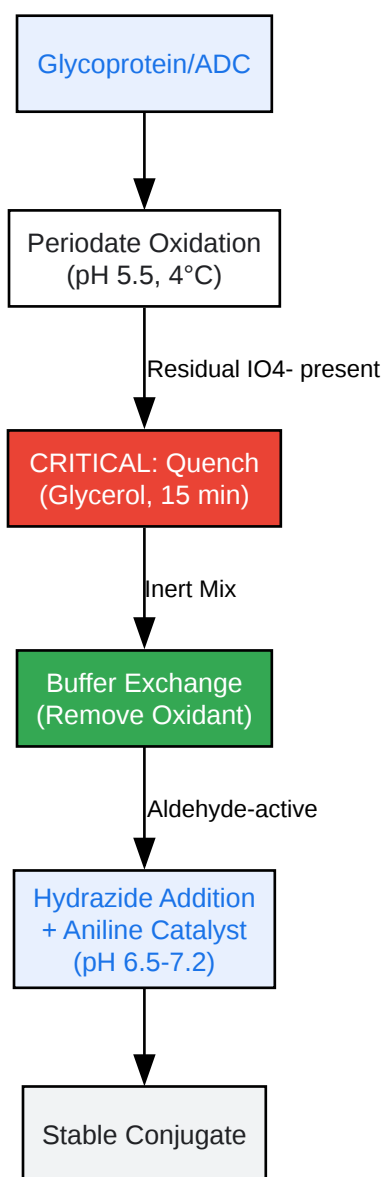 Glycoprotein/ADC
Periodate Oxidation
(pH 5.5, 4°C)
Residual IO4- present
CRITICAL: Quench
(Glycerol, 15 min)
Inert Mix
Buffer Exchange
(Remove Oxidant)
Aldehyde-active
Hydrazide Addition
+ Aniline Catalyst
(pH 6.5-7.2)
Stable Conjugate